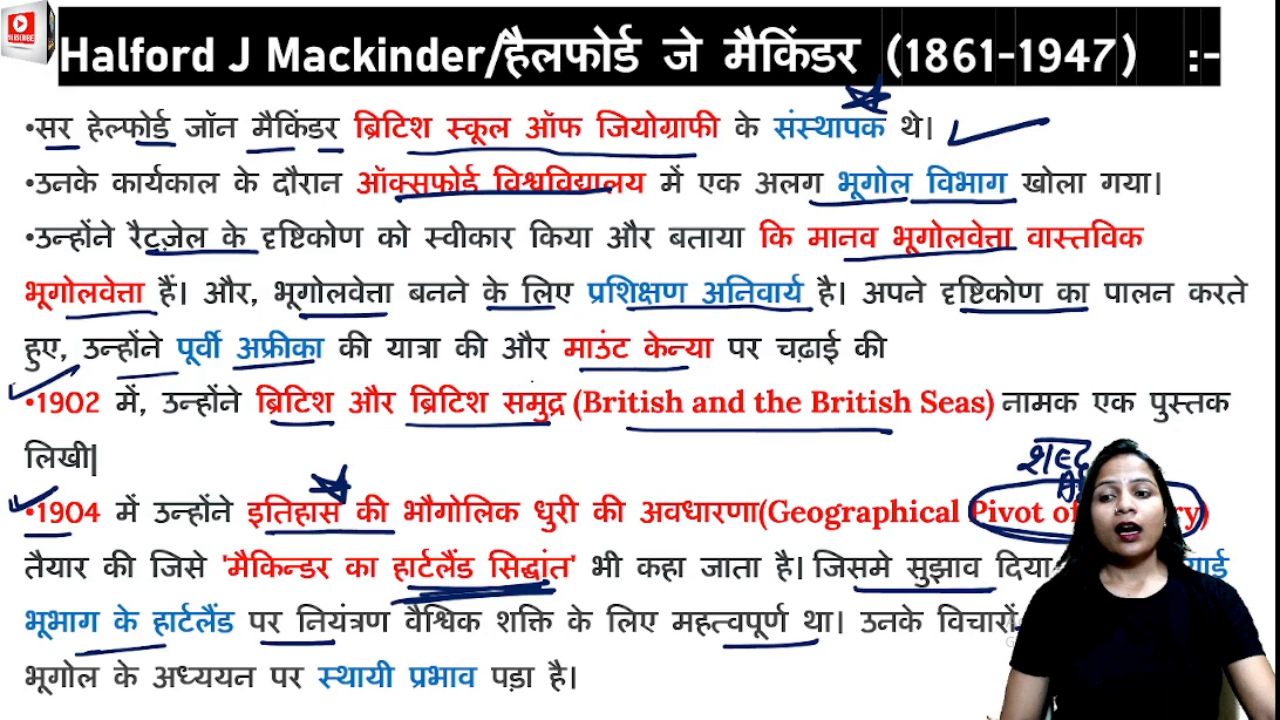 SUBSCRIBE
Halford J Mackinder/हैलफोर्ड जे मैकिंडर (1861-1947) :-
•सर हेल्फोर्ड जॉन मैकिंडर ब्रिटिश स्कूल ऑफ जियोग्राफी के संस्थापक थे।
•उनके कार्यकाल के दौरान ऑक्सफोर्ड विश्वविद्यालय में एक अलग भूगोल विभाग खोला गया।
•उन्होंने रैटज़ेल के दृष्टिकोण को स्वीकार किया और बताया कि मानव भूगोलवेत्ता वास्तविक
भूगोलवेत्ता हैं। और, भूगोलवेत्ता बनने के लिए प्रशिक्षण अनिवार्य है। अपने दृष्टिकोण का पालन करते
हुए, उन्होंने पूर्वी अफ्रीका की यात्रा की और माउंट केन्या पर चढ़ाई की
•1902 में, उन्होंने ब्रिटिश और ब्रिटिश समुद्र (British and the British Seas) नामक एक पुस्तक
लिखी|
शब्द
•1904 में उन्होंने इतिहास की भौगोलिक धुरी की अवधारणा(Geographical Pivot of
तैयार की जिसे 'मैकिन्डर का हार्टलैंड सिद्धांत' भी कहा जाता है। जिसमे सुझाव दिया
भूभाग के हार्टलैंड पर नियंत्रण वैश्विक शक्ति के लिए महत्वपूर्ण था। उनके विचारों
भूगोल के अध्ययन पर स्थायी प्रभाव पड़ा है।